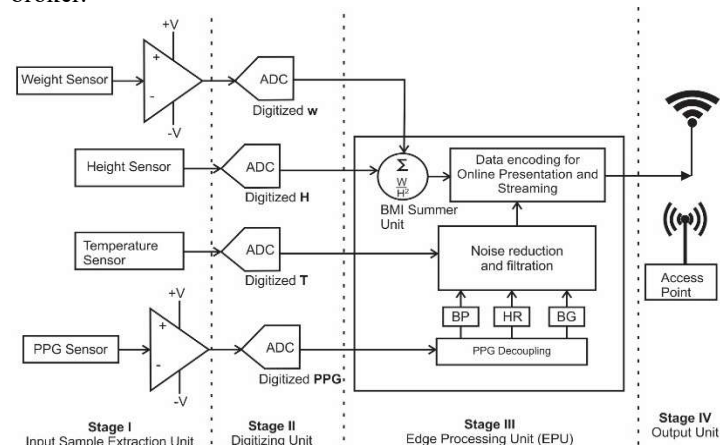 broker.
+V
+
Weight Sensor
-
-V
ADC
Digitized w
Height Sensor
ADC
Digitized H
Σ
W
H²
BMI Summer
Unit
Data encoding for
Online Presentation and
Streaming
Temperature
Sensor
ADC
Digitized T
Noise reduction
and filtration
Access
Point
+V
+
PPG Sensor
-
-V
ADC
Digitized PPG
BP
HR
BG
PPG Decoupling
Stage I
Input Sample Extraction Unit
Stage II
Digitizing Unit
Stage III
Edge Processing Unit (EPU)
Stage IV
Output Unit